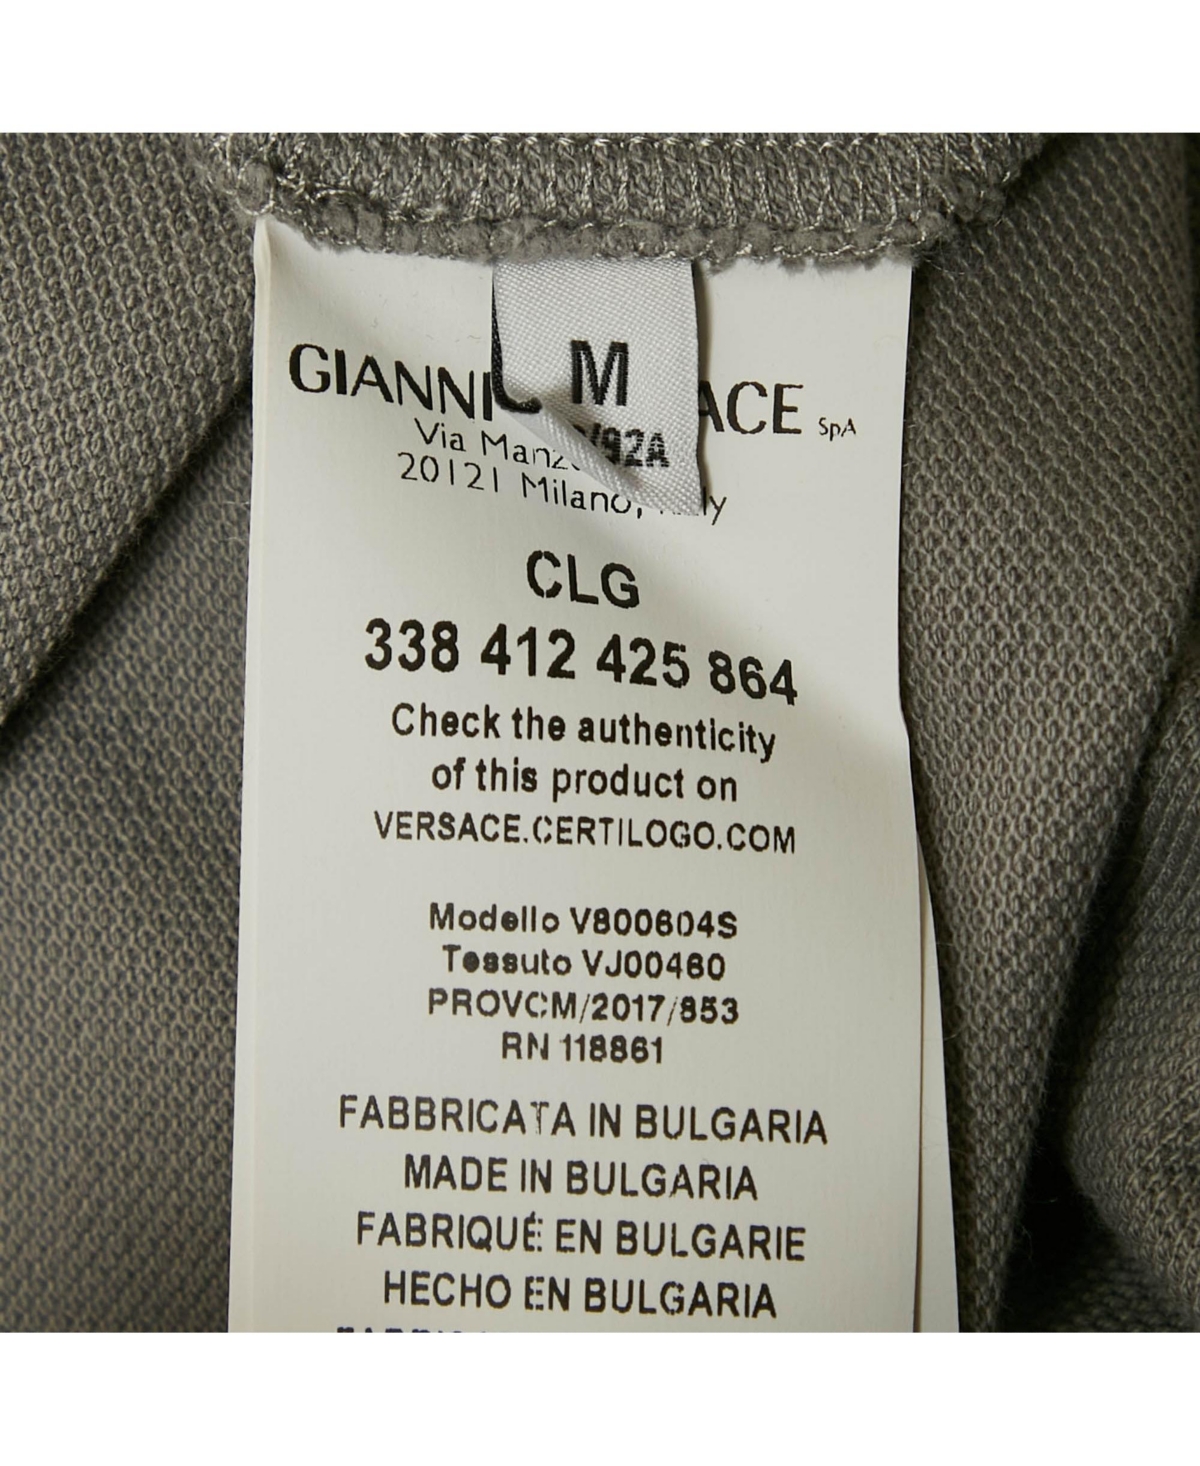 M
/92A
GIANNI ACE SpA
Via
20121 Milano,
CLG
338 412 425 864
Check the authenticity
of this product on
VERSACE.CERTILOGO.COM
Modello V800604S
Tessuto VJ00460
PROVCM/2017/853
RN 118861
FABBRICATA IN BULGARIA
MADE IN BULGARIA
FABRIQUÉ EN BULGARIE
HECHO EN BULGARIA